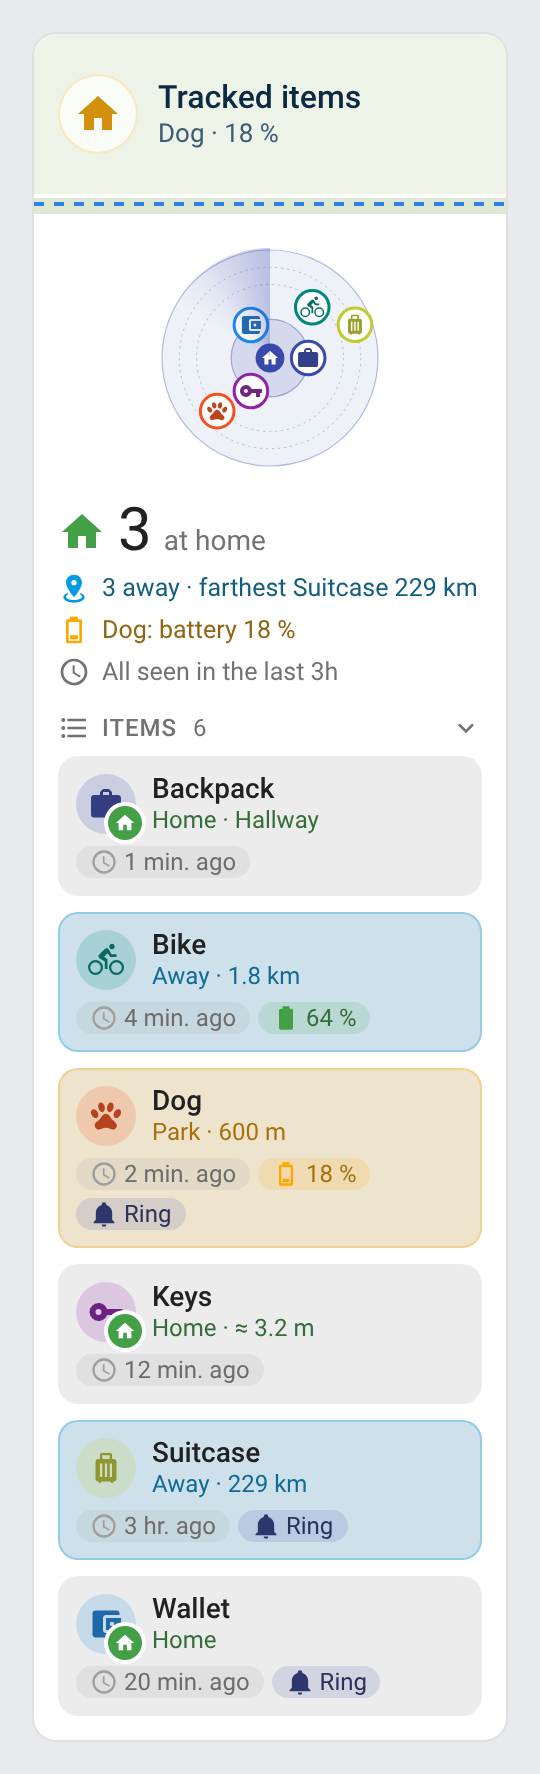 Tracked items
Dog · 18 %
3 at home
3 away · farthest Suitcase 229 km
Dog: battery 18 %
All seen in the last 3h
ITEMS 6
Backpack
Home · Hallway
1 min. ago
Bike
Away · 1.8 km
4 min. ago 64 %
Dog
Park · 600 m
2 min. ago 18 %
Ring
Keys
Home · ≈ 3.2 m
12 min. ago
Suitcase
Away · 229 km
3 hr. ago Ring
Wallet
Home
20 min. ago Ring